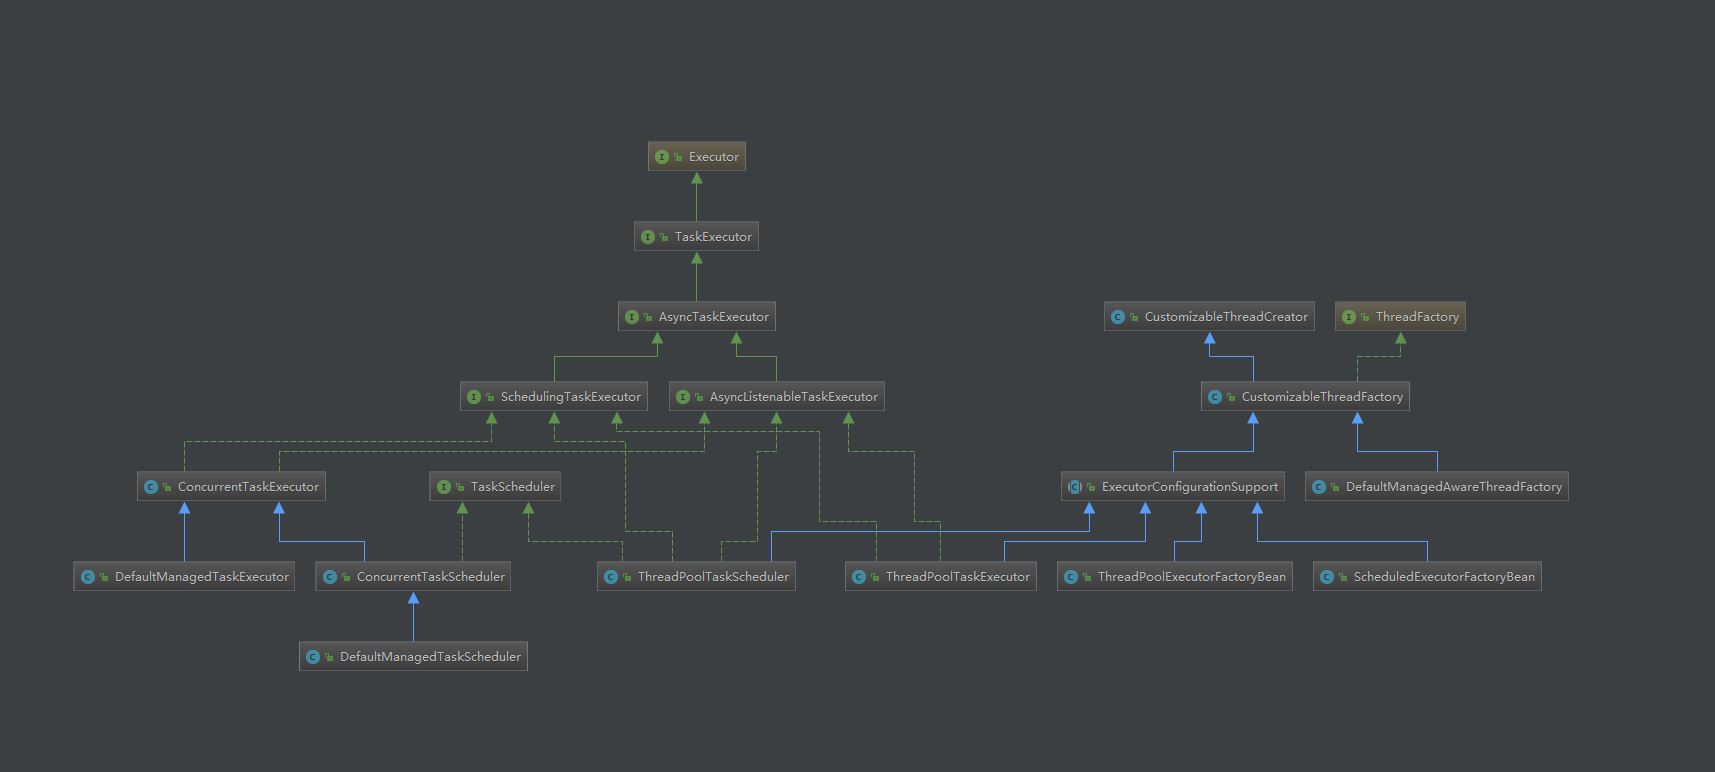 Executor
TaskExecutor
AsyncTaskExecutor
CustomizableThreadCreator
ThreadFactory
SchedulingTaskExecutor
AsyncListenableTaskExecutor
CustomizableThreadFactory
ConcurrentTaskExecutor
TaskScheduler
ExecutorConfigurationSupport
DefaultManagedAwareThreadFactory
DefaultManagedTaskExecutor
ConcurrentTaskScheduler
ThreadPoolTaskScheduler
ThreadPoolTaskExecutor
ThreadPoolExecutorFactoryBean
ScheduledExecutorFactoryBean
DefaultManagedTaskScheduler